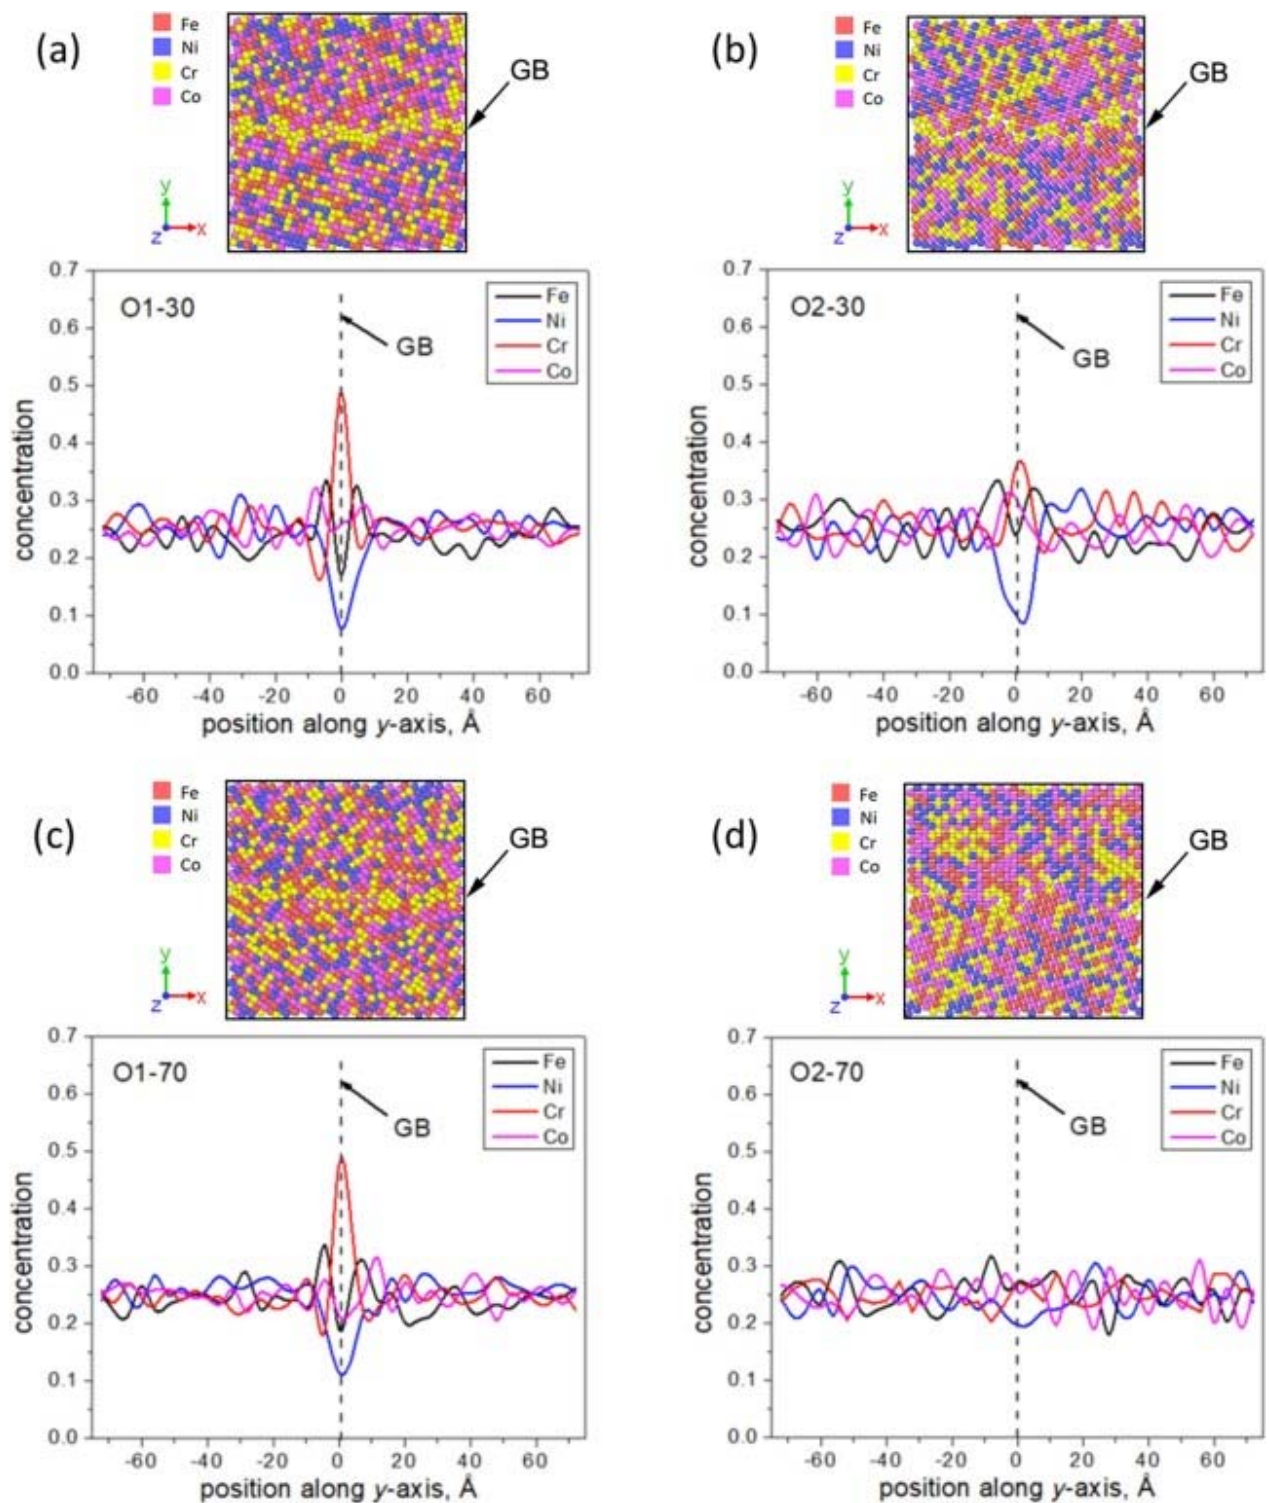 (a)
Fe
Ni
Cr
Co
GB
y
x
z
O1-30
Fe
Ni
Cr
Co
GB
concentration
0.7
0.6
0.5
0.4
0.3
0.2
0.1
0.0
-60 -40 -20 0 20 40 60
position along y-axis, Å
(b)
Fe
Ni
Cr
Co
GB
y
x
z
O2-30
Fe
Ni
Cr
Co
GB
concentration
0.7
0.6
0.5
0.4
0.3
0.2
0.1
0.0
-60 -40 -20 0 20 40 60
position along y-axis, Å
(c)
Fe
Ni
Cr
Co
GB
y
x
z
O1-70
Fe
Ni
Cr
Co
GB
concentration
0.7
0.6
0.5
0.4
0.3
0.2
0.1
0.0
-60 -40 -20 0 20 40 60
position along y-axis, Å
(d)
Fe
Ni
Cr
Co
GB
y
x
z
O2-70
Fe
Ni
Cr
Co
GB
concentration
0.7
0.6
0.5
0.4
0.3
0.2
0.1
0.0
-60 -40 -20 0 20 40 60
position along y-axis, Å